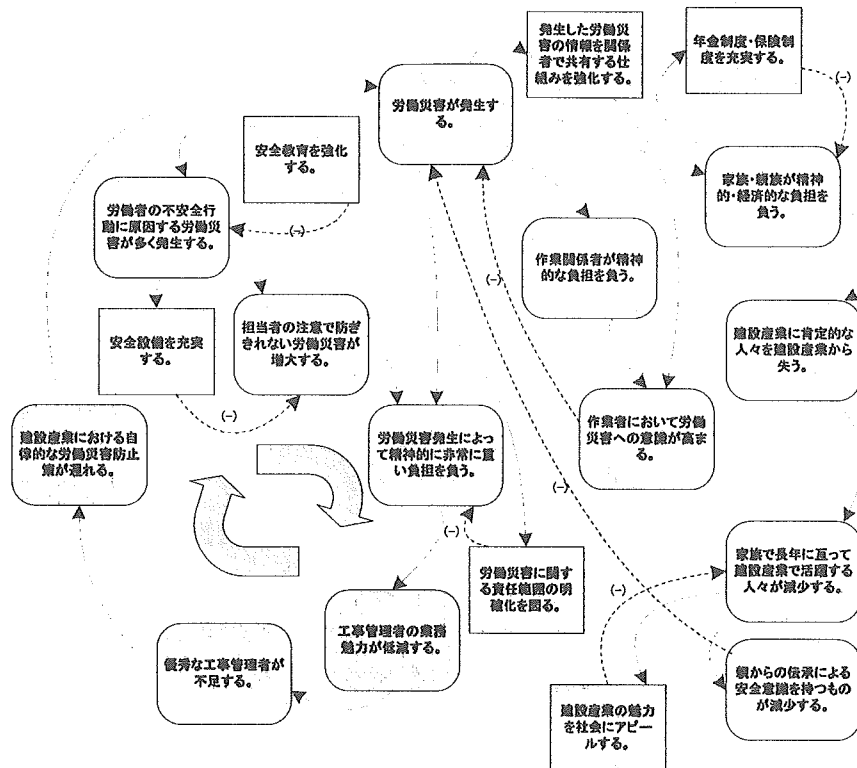 発生した労働災
害の情報を関係
者で共有する仕
組みを強化する。
年金制度・保険制
度を充実する。
(-)
労働災害が発生す
る。
安全教育を強化
する。
家族・親族が精神
的・経済的な負担を
負う。
労働者の不安全行
動に原因する労働災
害が多く発生する。
(-)
作業関係者が精神
的な負担を負う。
(-)
安全設備を充実
する。
担当者の注意で防ぎ
きれない労働災害が
増大する。
建設産業に肯定的な
人々を建設産業から
失う。
(-)
建設産業における自
律的な労働災害防止
策が遅れる。
労働災害発生によっ
て精神的に非常に重
い負担を負う。
作業者において労働
災害への意識が高ま
る。
(-)
(-)
労働災害に関す
る責任範囲の明
確化を図る。
家族で長年に亘って
建設産業で活躍する
人々が減少する。
(-)
工事管理者の業務
魅力が低減する。
優秀な工事管理者が
不足する。
親からの伝承による
安全意識を持つもの
が減少する。
建設産業の魅力
を社会にアピー
ルする。